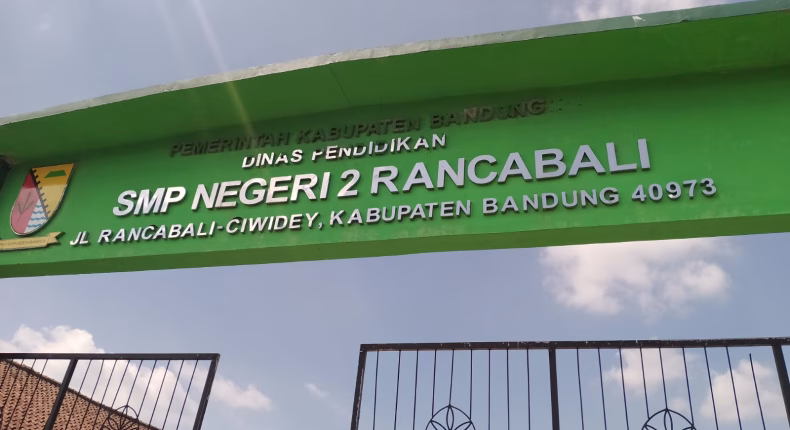 PEMERINTAH KABUPATEN BANDUNG
DINAS PENDIDIKAN
SMP NEGERI 2 RANCABALI
JL RANCABALI-CIWIDEY, KABUPATEN BANDUNG 40973